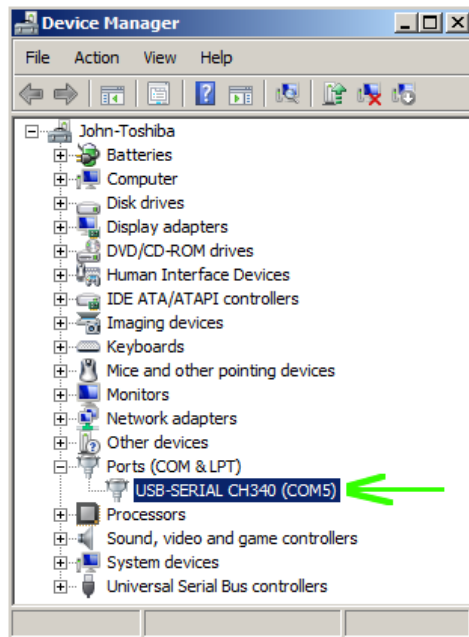 Device Manager
File Action View Help
John-Toshiba
Batteries
Computer
Disk drives
Display adapters
DVD/CD-ROM drives
Human Interface Devices
IDE ATA/ATAPI controllers
Imaging devices
Keyboards
Mice and other pointing devices
Monitors
Network adapters
Other devices
Ports (COM & LPT)
USB-SERIAL CH340 (COM5)
Processors
Sound, video and game controllers
System devices
Universal Serial Bus controllers